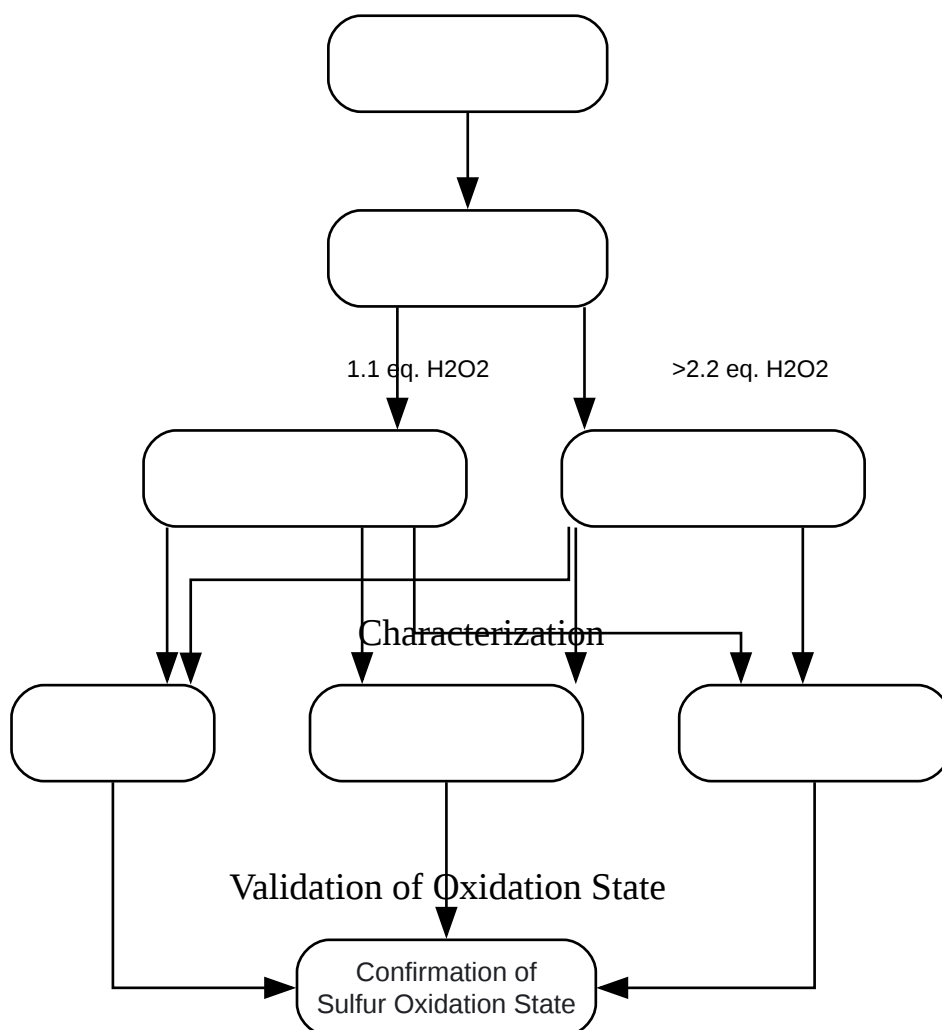 1.1 eq. H2O2
>2.2 eq. H2O2
Characterization
Validation of Oxidation State
Confirmation of
Sulfur Oxidation State